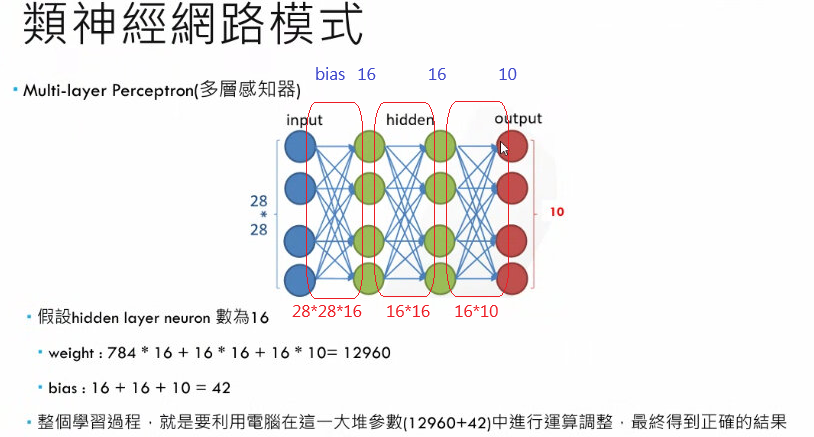 類神經網路模式
bias 16 16 10
• Multi-layer Perceptron(多層感知器)
input hidden output
28
*
28
10
28*28*16 16*16 16*10
• 假設hidden layer neuron 數為16
• weight : 784 * 16 + 16 * 16 + 16 * 10= 12960
• bias : 16 + 16 + 10 = 42
• 整個學習過程，就是要利用電腦在這一大堆參數(12960+42)中進行運算調整，最終得到正確的結果